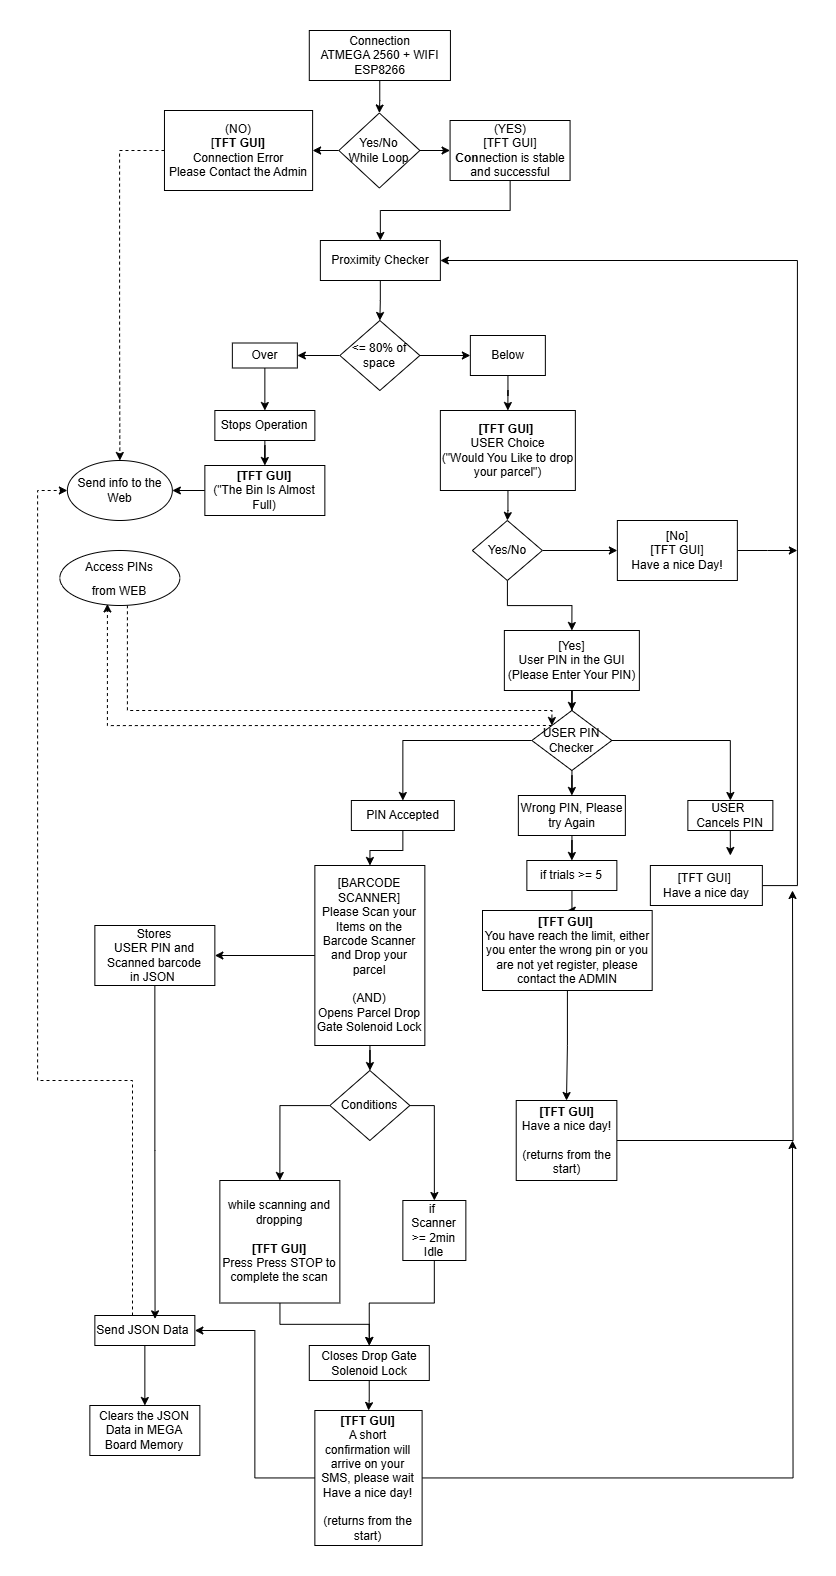 Connection
ATMEGA 2560 + WIFI
ESP8266
(NO)
[TFT GUI]
Connection Error
Please Contact the Admin
Yes/No
While Loop
(YES)
[TFT GUI]
Connection is stable
and successful
Proximity Checker
<= 80% of
space
Over
Below
Stops Operation
[TFT GUI]
USER Choice
("Would You Like to drop
your parcel")
Send info to the
Web
[TFT GUI]
("The Bin Is Almost
Full)
Yes/No
[No]
[TFT GUI]
Have a nice Day!
Access PINs
from WEB
[Yes]
User PIN in the GUI
(Please Enter Your PIN)
USER PIN
Checker
PIN Accepted
Wrong PIN, Please
try Again
USER
Cancels PIN
if trials >= 5
[TFT GUI]
Have a nice day
[BARCODE
SCANNER]
Please Scan your
Items on the
Barcode Scanner
and Drop your
parcel
(AND)
Opens Parcel Drop
Gate Solenoid Lock
[TFT GUI]
You have reach the limit, either
you enter the wrong pin or you
are not yet register, please
contact the ADMIN
Stores
USER PIN and
Scanned barcode
in JSON
Conditions
[TFT GUI]
Have a nice day!
(returns from the
start)
while scanning and
dropping
[TFT GUI]
Press Press STOP to
complete the scan
if
Scanner
>= 2min
Idle
Send JSON Data
Closes Drop Gate
Solenoid Lock
Clears the JSON
Data in MEGA
Board Memory
[TFT GUI]
A short
confirmation will
arrive on your
SMS, please wait
Have a nice day!
(returns from the
start)